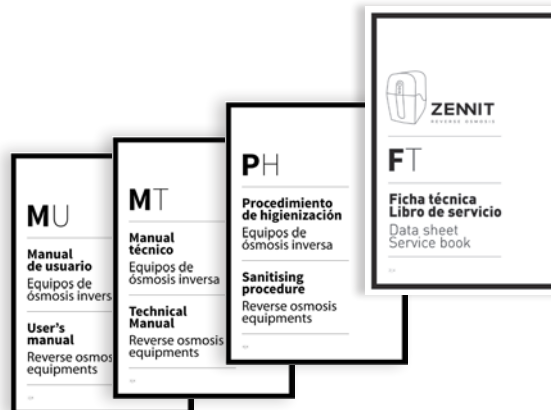 MU
Manual
de usuario
Equipos de
ósmosis invers
User's
manual
Reverse osmos
equipments
MT
Manual
técnico
Equipos de
ósmosis inversa
Technical
Manual
Reverse osmosis
equipments
PH
Procedimiento
de higienización
Equipos de
ósmosis inversa
Sanitising
procedure
Reverse osmosis
equipments
ZENNIT
REVERSE OSMOSIS
FT
Ficha técnica
Libro de servicio
Data sheet
Service book